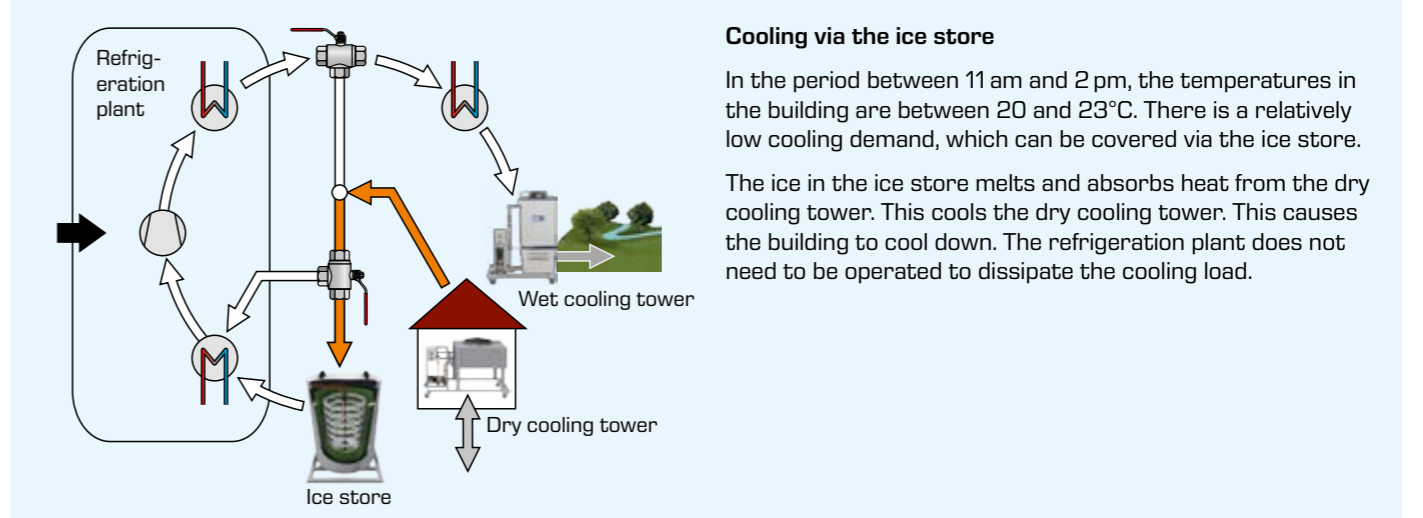 Refrig-
eration
plant
Wet cooling tower
Dry cooling tower
Ice store
Cooling via the ice store
In the period between 11 am and 2 pm, the temperatures in
the building are between 20 and 23°C. There is a relatively
low cooling demand, which can be covered via the ice store.
The ice in the ice store melts and absorbs heat from the dry
cooling tower. This cools the dry cooling tower. This causes
the building to cool down. The refrigeration plant does not
need to be operated to dissipate the cooling load.